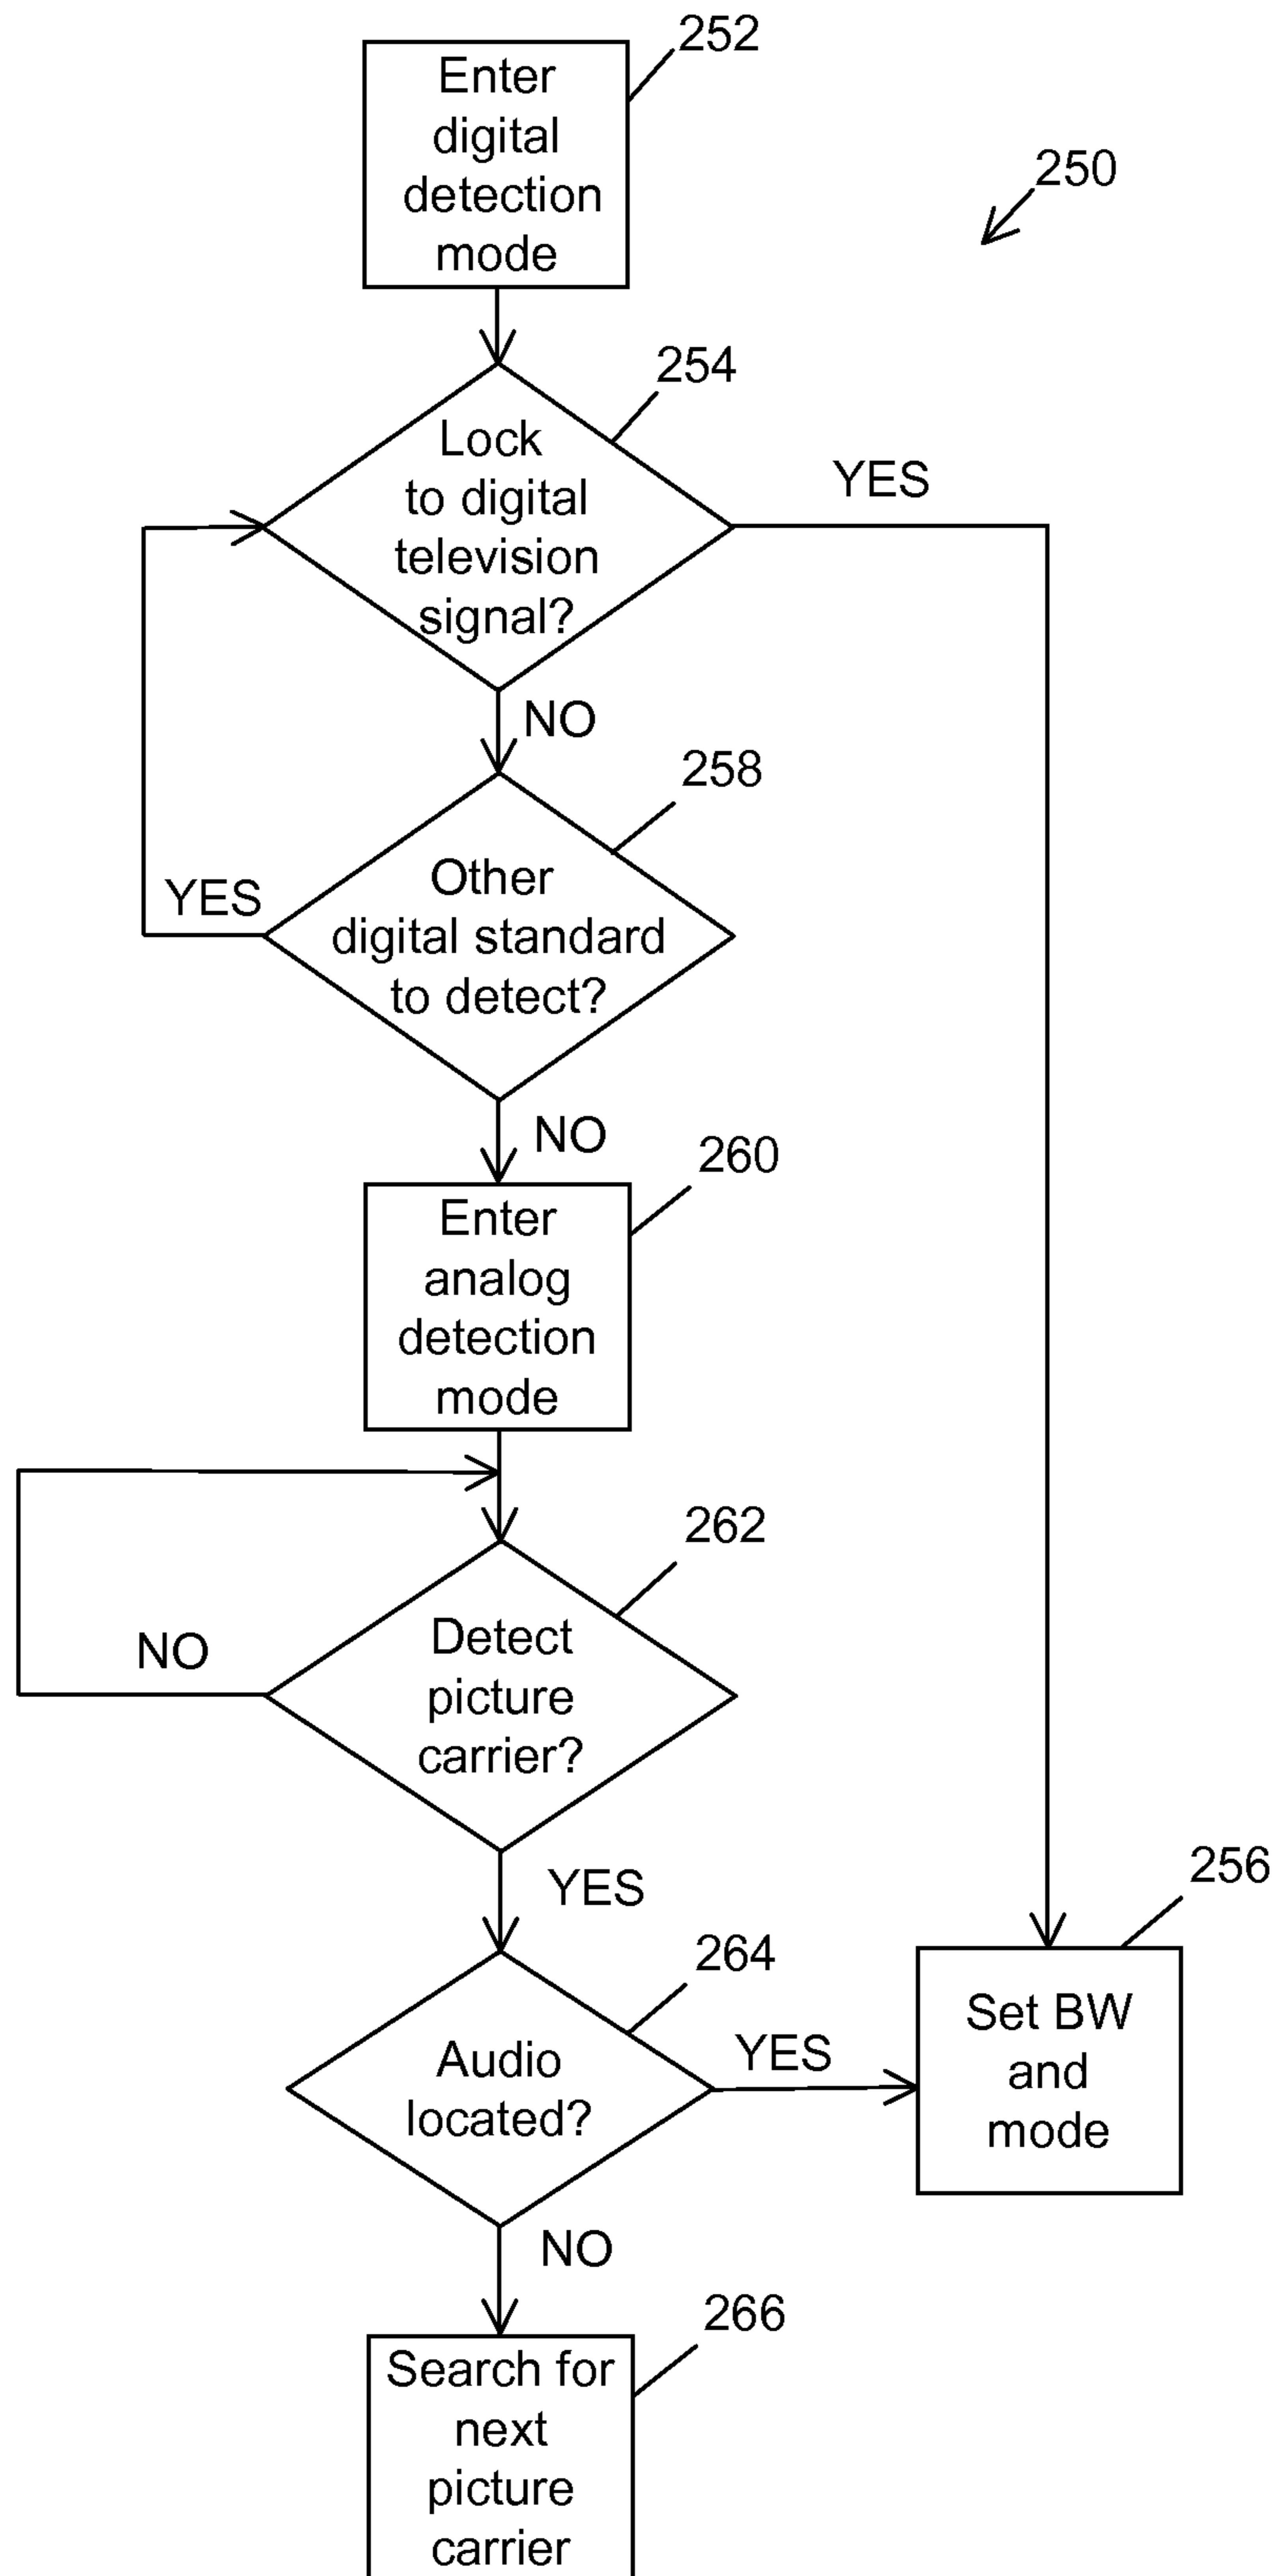 252
Enter
digital
detection
mode
250
254
Lock
to digital
television
signal?
YES
NO
258
Other
digital standard
to detect?
YES
NO
260
Enter
analog
detection
mode
262
Detect
picture
carrier?
NO
YES
256
264
Audio
located?
YES
Set BW
and
mode
NO
266
Search for
next
picture
carrier